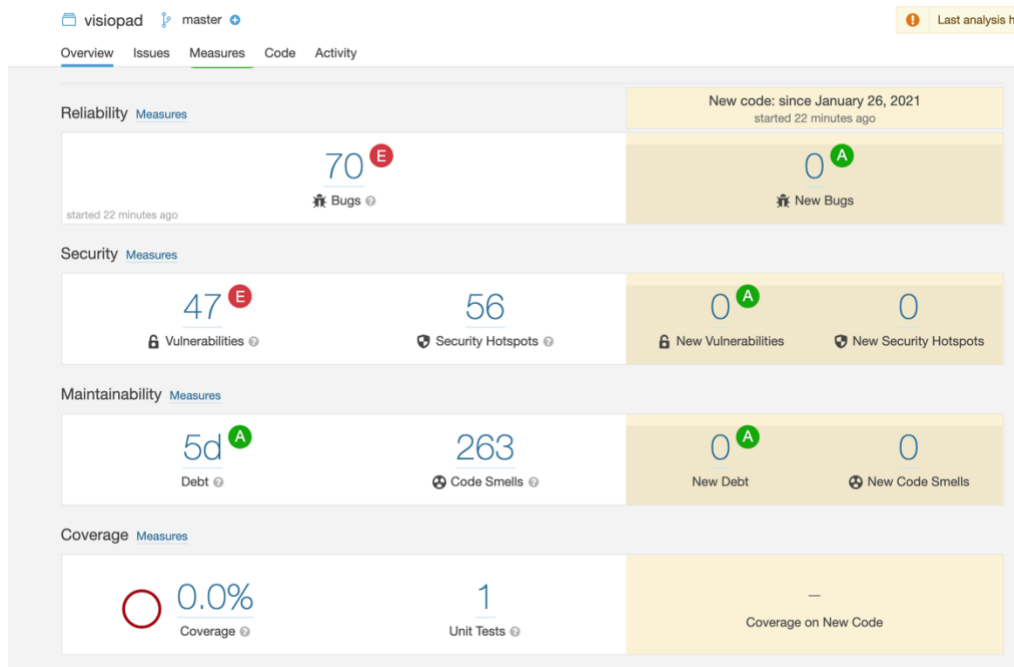 visiopad master
Last analysis h
Overview Issues Measures Code Activity
New code: since January 26, 2021
started 22 minutes ago
Reliability Measures
70 E
Bugs ?
started 22 minutes ago
0 A
New Bugs
Security Measures
47 E 56 0 A 0
Vulnerabilities ? Security Hotspots ? New Vulnerabilities New Security Hotspots
Maintainability Measures
5d A 263 0 A 0
Debt ? Code Smells ? New Debt New Code Smells
Coverage Measures
0.0% 1 —
Coverage ? Unit Tests ? Coverage on New Code